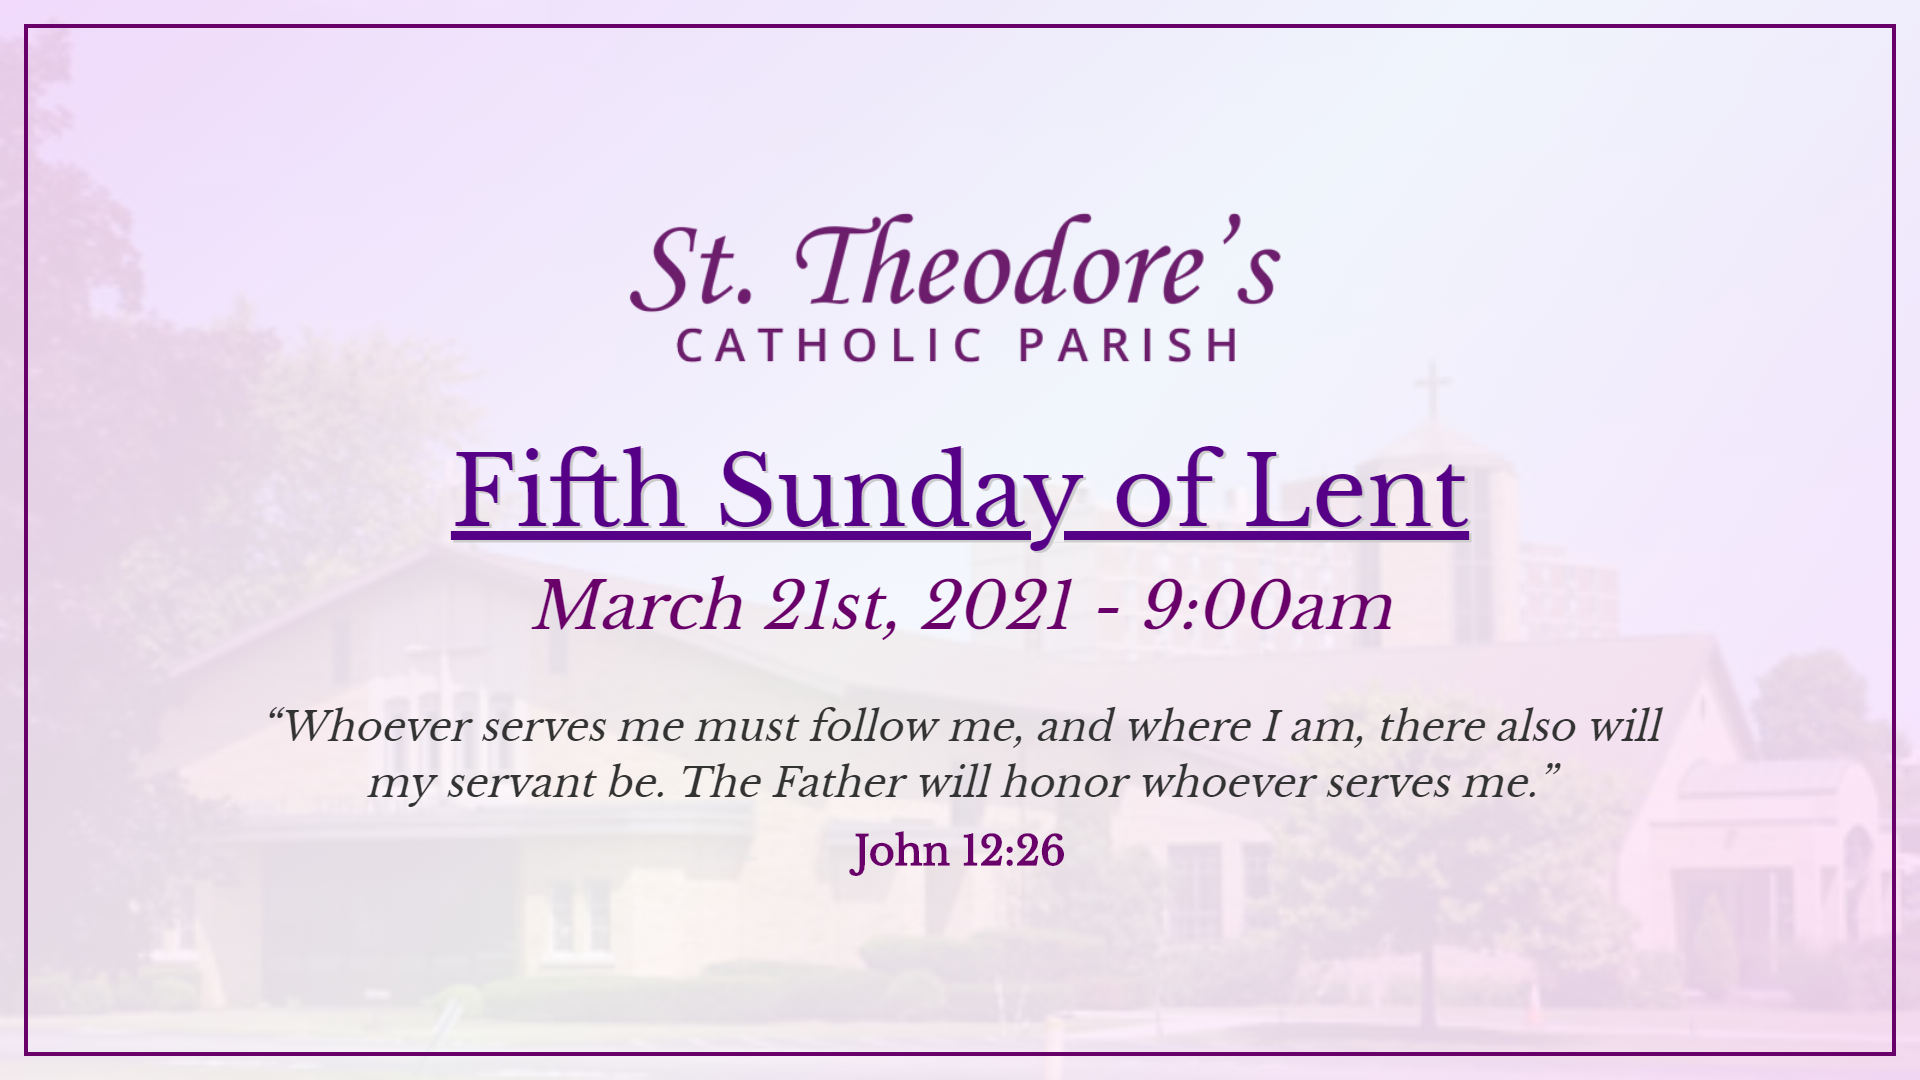 St. Theodore’s
CATHOLIC PARISH
Fifth Sunday of Lent
March 21st, 2021 - 9:00am
“Whoever serves me must follow me, and where I am, there also will
my servant be. The Father will honor whoever serves me.”
John 12:26